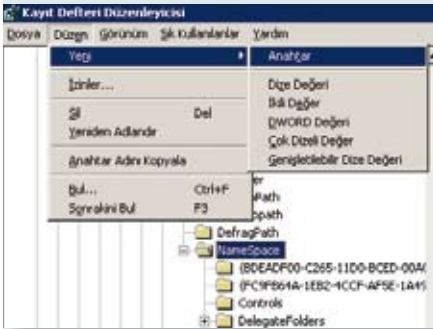 Kayıt Defteri Düzenleyicisi
Dosya Düzen Görünüm Sık Kullanılanlar Yardım
Yeni
Anahtar
İzinler...
Dize Değeri
İkili Değer
Sil Del
DWORD Değeri
Yeniden Adlandır
Çok Dizeli Değer
Anahtar Adını Kopyala
Genişletilebilir Dize Değeri
Bul... Ctrl+F
Sonrakini Bul F3
DefragPath
NameSpace
Controls
DelegateFolders